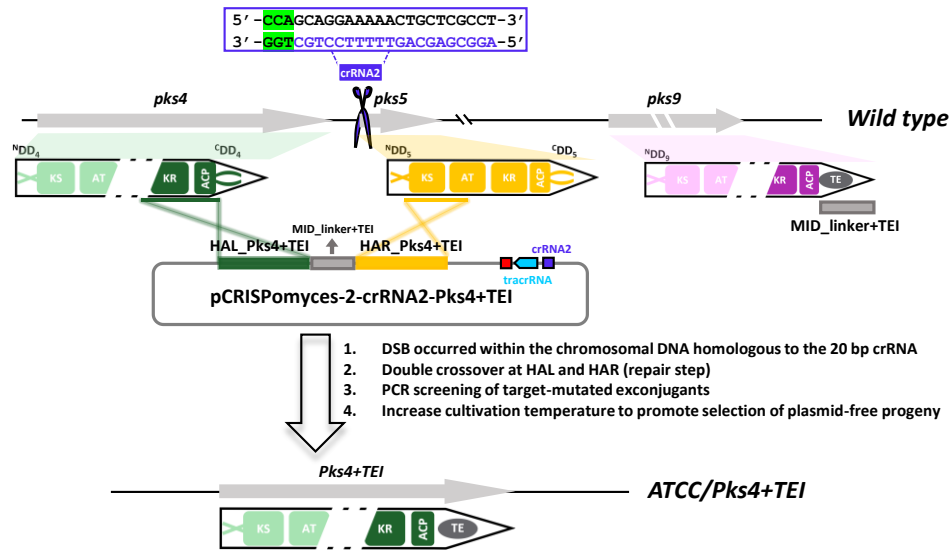 5’-CCAGCAGGAAAAACTGCTCGCCT-3’
3’-GGTCGTCCTTTTTGACGAGCGGA-5’
crRNA2
pks4
pks5
pks9
Wild type
NDD4
CDD4
NDD5
CDD5
NDD9
KS AT KR ACP
KS AT KR ACP
KS AT KR ACP TE
MID_linker+TEI
MID_linker+TEI
HAL_Pks4+TEI
HAR_Pks4+TEI
crRNA2
tracrRNA
pCRISPomyces-2-crRNA2-Pks4+TEI
1. DSB occurred within the chromosomal DNA homologous to the 20 bp crRNA
2. Double crossover at HAL and HAR (repair step)
3. PCR screening of target-mutated exconjugants
4. Increase cultivation temperature to promote selection of plasmid-free progeny
Pks4+TEI
ATCC/Pks4+TEI
KS AT KR ACP TE